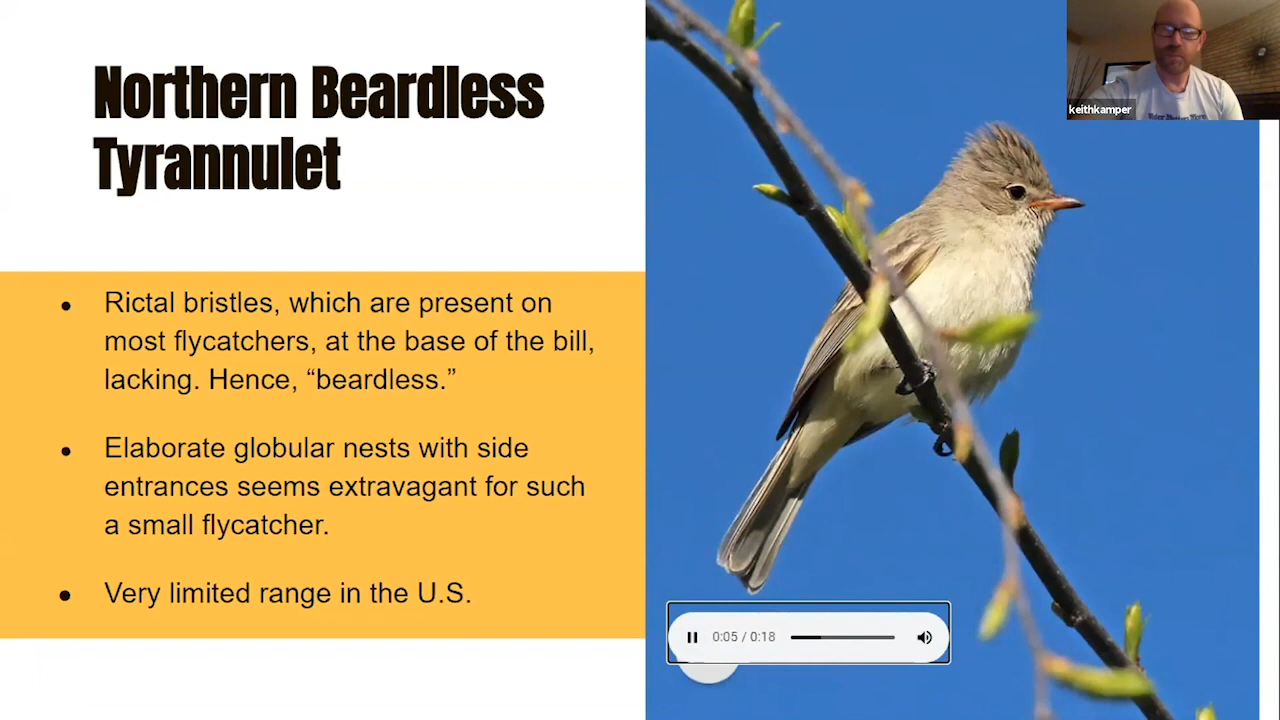 Northern Beardless
Tyrannulet
keithkamper
● Rictal bristles, which are present on
most flycatchers, at the base of the bill,
lacking. Hence, “beardless.”
● Elaborate globular nests with side
entrances seems extravagant for such
a small flycatcher.
● Very limited range in the U.S.
0:05 / 0:18